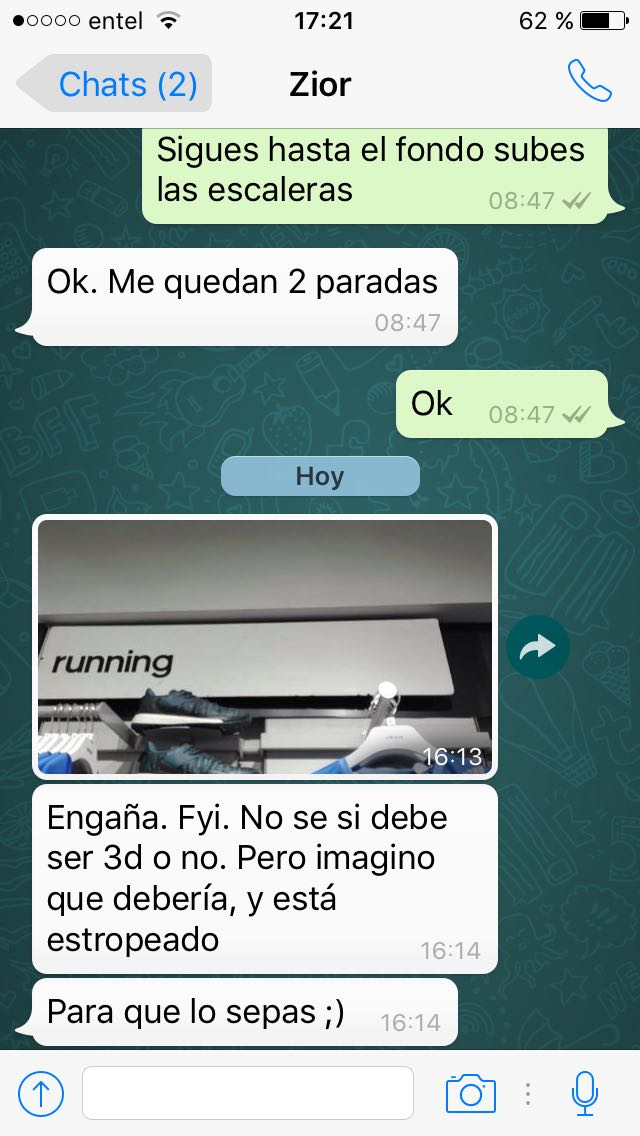 entel 17:21 62 %
Chats (2) Zior
Sigues hasta el fondo subes
las escaleras 08:47
Ok. Me quedan 2 paradas
08:47
Ok 08:47
Hoy
running
16:13
Engaña. Fyi. No se si debe
ser 3d o no. Pero imagino
que debería, y está
estropeado 16:14
Para que lo sepas ;) 16:14